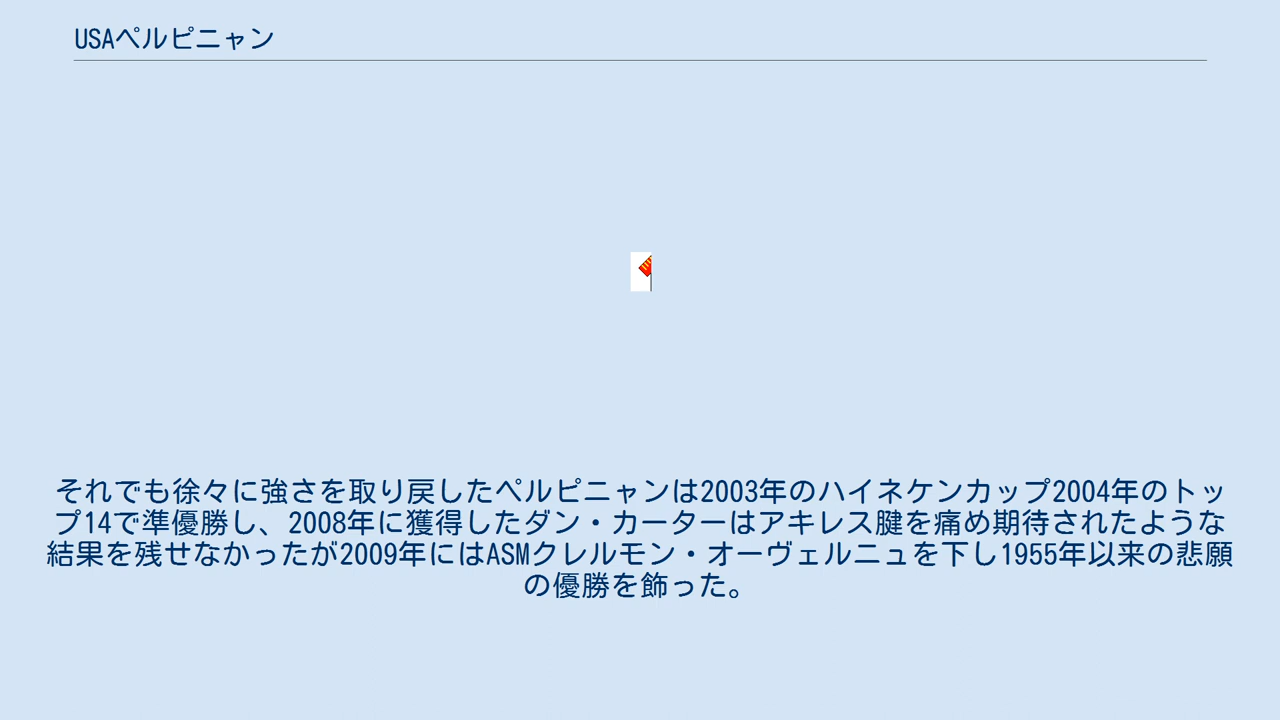 USAペルピニャン
それでも徐々に強さを取り戻したペルピニャンは2003年のハイネケンカップ2004年のトッ
プ14で準優勝し、2008年に獲得したダン・カーターはアキレス腱を痛め期待されたような
結果を残せなかったが2009年にはASMクレルモン・オーヴェルニュを下し1955年以来の悲願
の優勝を飾った。